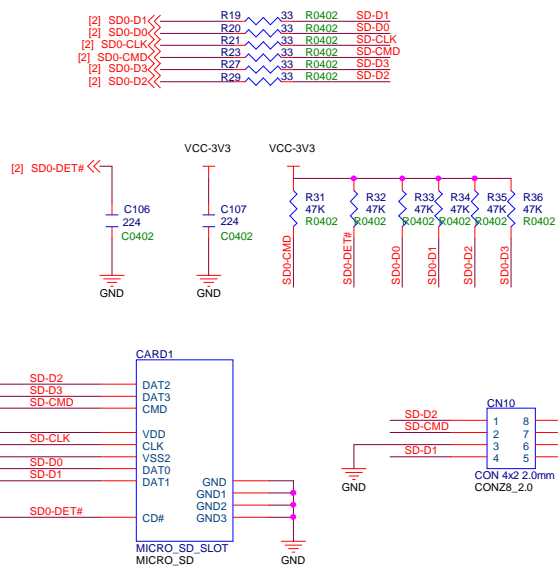 [2] SD0-D1 R19 33 R0402 SD-D1
[2] SD0-D0 R20 33 R0402 SD-D0
[2] SD0-CLK R21 33 R0402 SD-CLK
[2] SD0-CMD R23 33 R0402 SD-CMD
[2] SD0-D3 R27 33 R0402 SD-D3
[2] SD0-D2 R29 33 R0402 SD-D2
VCC-3V3 VCC-3V3
[2] SD0-DET#
C106 C107 R31 R32 R33 R34 R35 R36
224 224 47K 47K 47K 47K 47K 47K
C0402 C0402 R0402 R0402 R0402 R0402 R0402 R0402
SD0-CMD SD0-DET# SD0-D0 SD0-D1 SD0-D2 SD0-D3
GND GND
CARD1
SD-D2 DAT2
SD-D3 DAT3
SD-CMD CMD
VDD
SD-CLK CLK
VSS2
SD-D0 DAT0
SD-D1 DAT1
GND
GND1
GND2
GND3
SD0-DET# CD#
MICRO_SD_SLOT
MICRO_SD
GND
CN10
SD-D2 1 8
SD-CMD 2 7
3 6
SD-D1 4 5
GND
CON 4x2 2.0mm
CONZ8_2.0